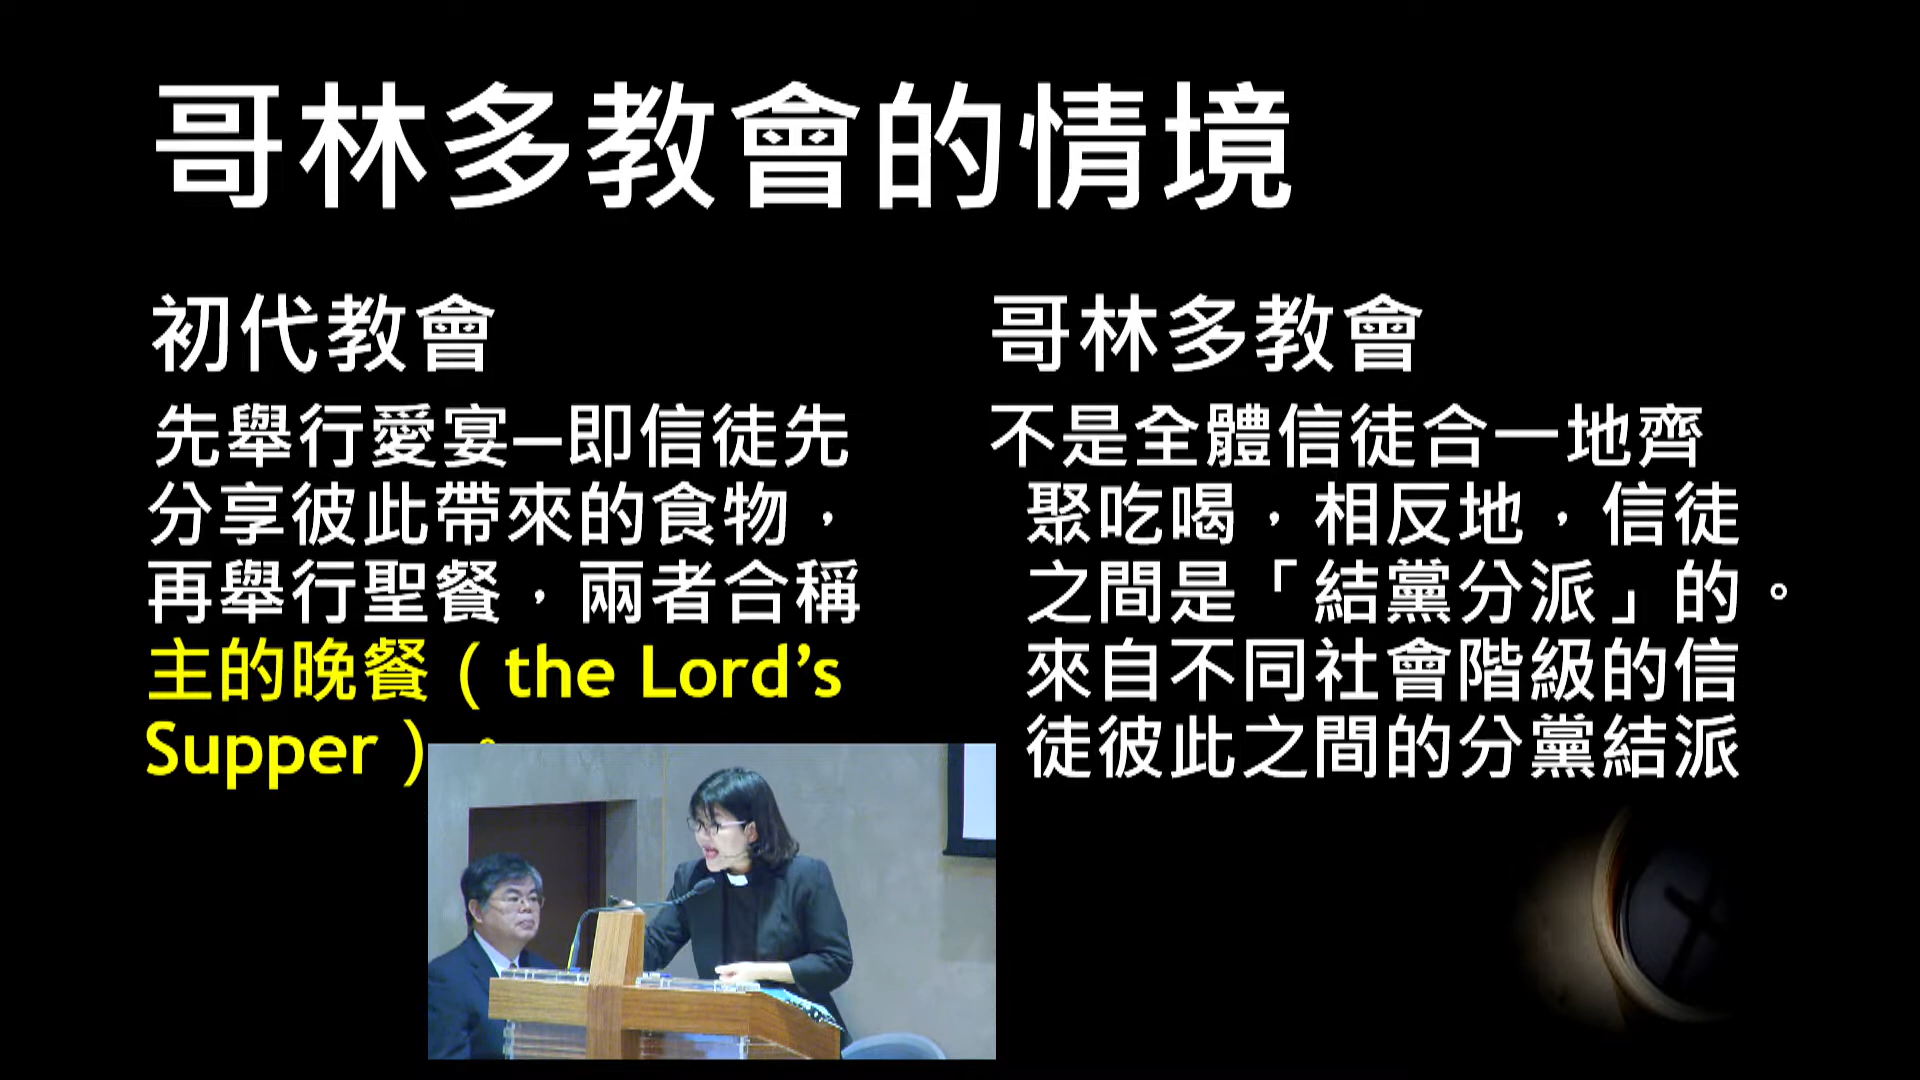 哥林多教會的情境
初代教會
先舉行愛宴—即信徒先
分享彼此帶來的食物，
再舉行聖餐，兩者合稱
主的晚餐（the Lord’s
Supper）。
哥林多教會
不是全體信徒合一地齊
聚吃喝，相反地，信徒
之間是「結黨分派」的。
來自不同社會階級的信
徒彼此之間的分黨結派